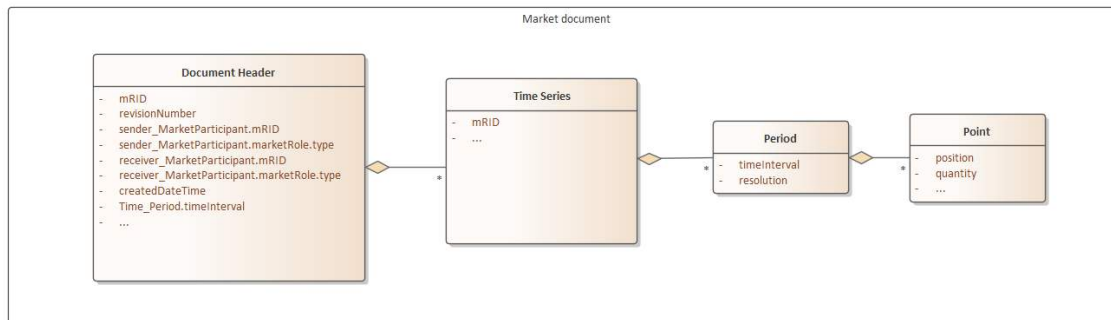 Market document
Document Header
- mRID
- revisionNumber
- sender_MarketParticipant.mRID
- sender_MarketParticipant.marketRole.type
- receiver_MarketParticipant.mRID
- receiver_MarketParticipant.marketRole.type
- createdDateTime
- Time_Period.timeInterval
- ...
*
Time Series
- mRID
- ...
*
Period
- timeInterval
- resolution
*
Point
- position
- quantity
- ...